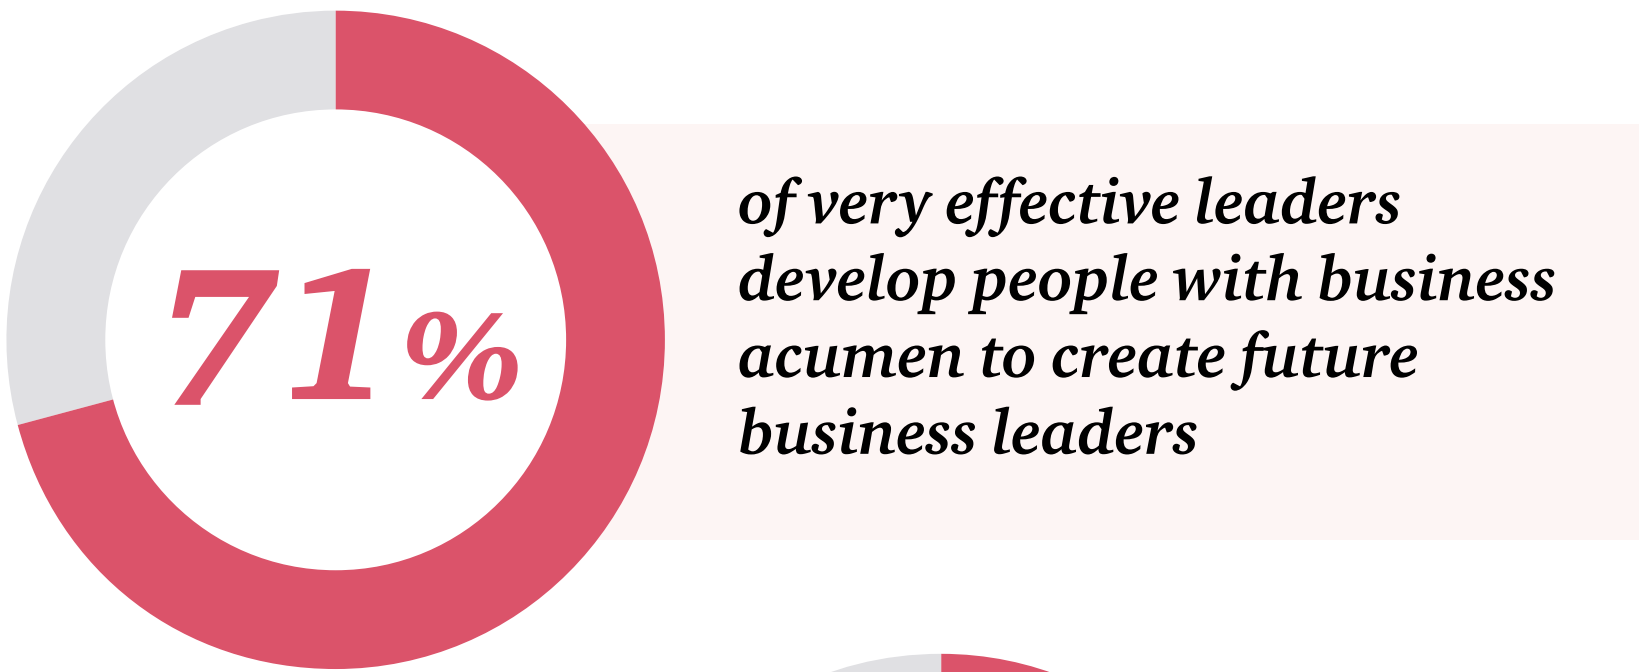 71%
of very effective leaders
develop people with business
acumen to create future
business leaders